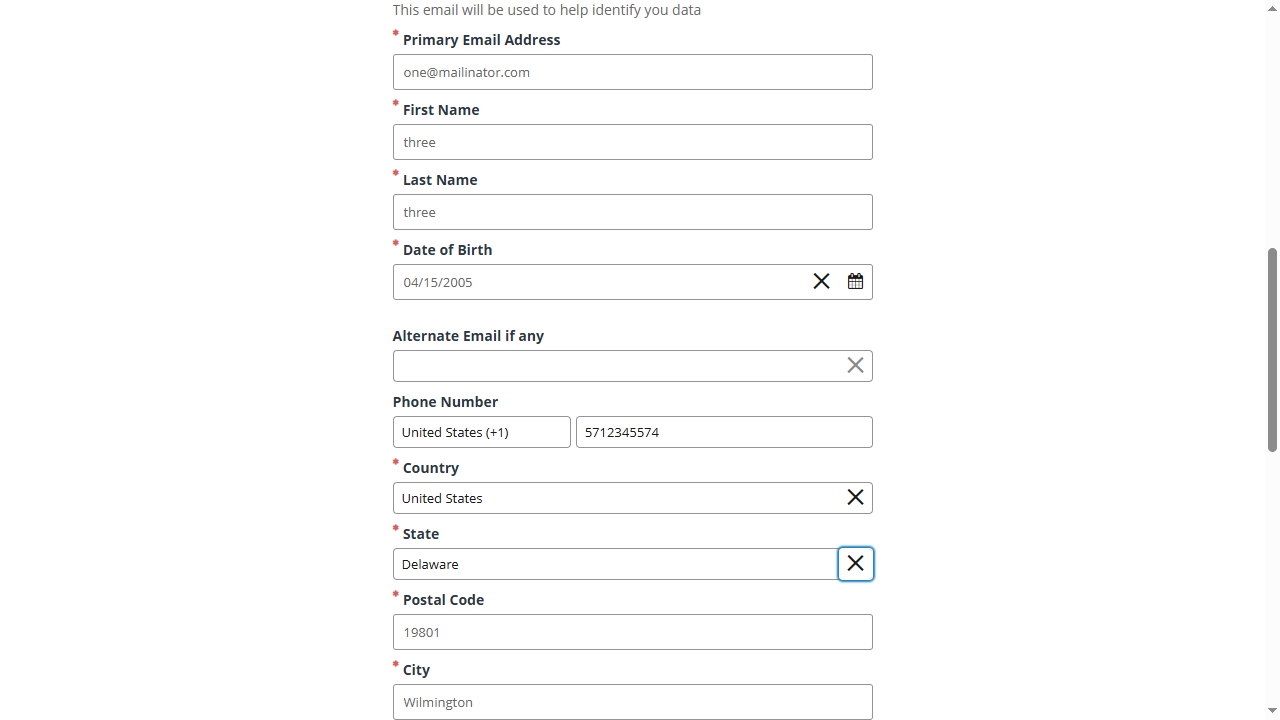 This email will be used to help identify you data
* Primary Email Address
one@mailinator.com
* First Name
three
* Last Name
three
* Date of Birth
04/15/2005
Alternate Email if any
Phone Number
United States (+1) 5712345574
* Country
United States
* State
Delaware
* Postal Code
19801
* City
Wilmington